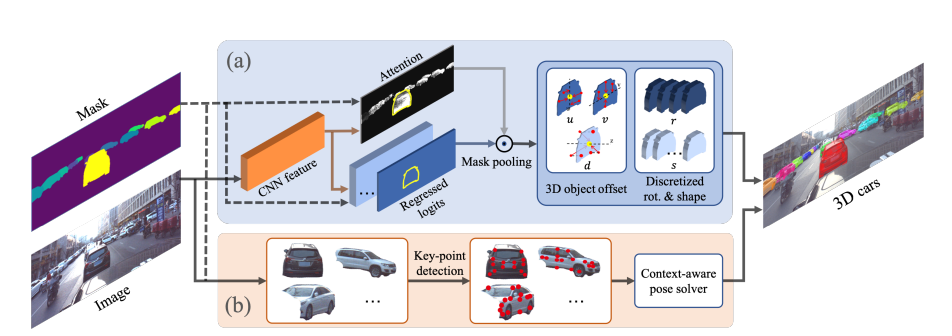 (a)
Mask
Attention
CNN feature
...
Regressed
logits
Mask pooling
u
v
d
z
3D object offset
r
...
s
Discretized
rot. & shape
Image
3D cars
(b)
...
Key-point
detection
...
Context-aware
pose solver